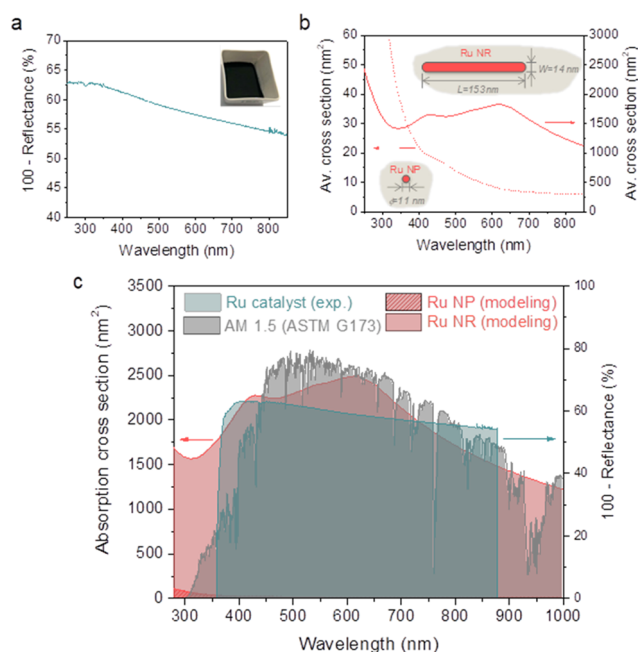 a
100 - Reflectance (%)
70
65
60
55
50
45
40
300 400 500 600 700 800
Wavelength (nm)
b
Av. cross section (nm²)
60
50
40
30
20
10
0
Ru NR
W=14 nm
L=153nm
Ru NP
=11 nm
3000
2500
2000
1500
1000
500
0
Av. cross section (nm²)
300 400 500 600 700 800
Wavelength (nm)
c
Absorption cross section (nm²)
3500
3000
2500
2000
1500
1000
500
0
Ru catalyst (exp.)
AM 1.5 (ASTM G173)
Ru NP (modeling)
Ru NR (modeling)
100
80
60
40
20
0
100 - Reflectance (%)
300 400 500 600 700 800 900 1000
Wavelength (nm)